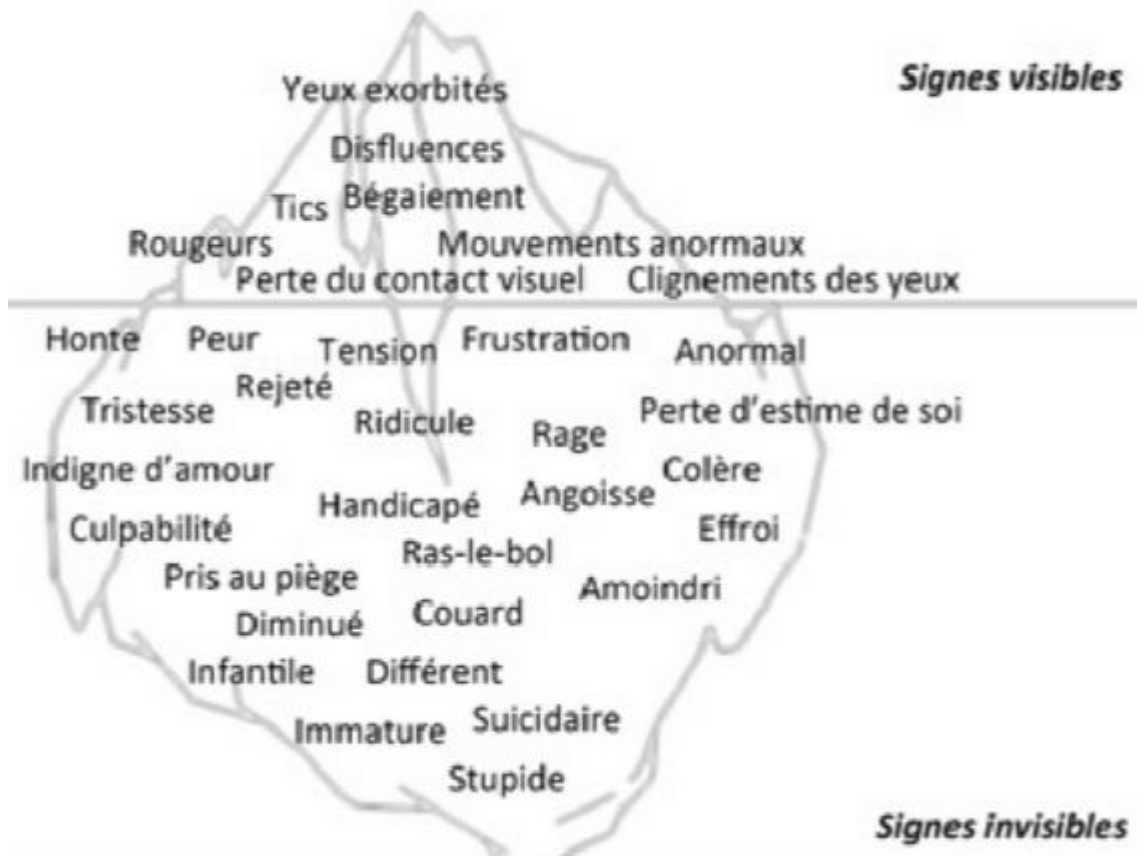 Yeux exorbités
Signes visibles
Disfluences
Tics Bégaiement
Rougeurs Mouvements anormaux
Perte du contact visuel Clignements des yeux
Honte Peur Tension Frustration Anormal
Rejeté
Tristesse Ridicule Rage Perte d'estime de soi
Indigne d'amour Colère
Handicapé Angoisse
Culpabilité Effroi
Ras-le-bol
Pris au piège Amoindri
Diminué Couard
Infantile Différent
Immature Suicidaire
Stupide
Signes invisibles